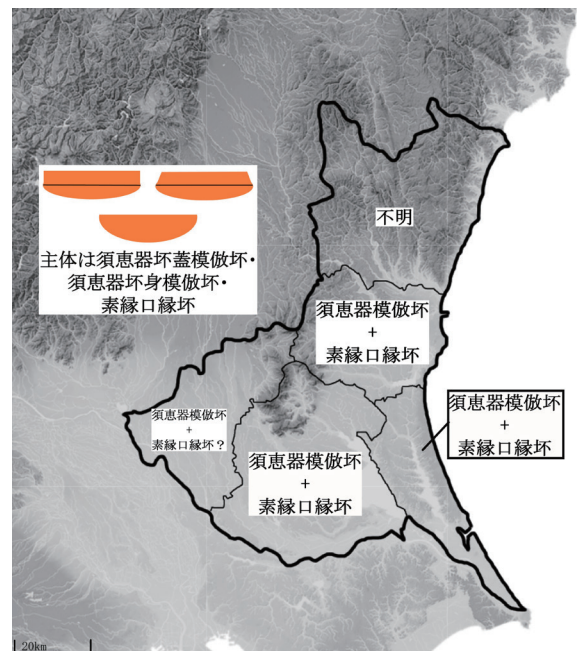 不明
主体は須恵器坏蓋模倣坏・
須恵器坏身模倣坏・
素縁口縁坏
須恵器模倣坏
+
素縁口縁坏
須恵器模倣坏
+
素縁口縁坏
須恵器模倣坏
+
素縁口縁坏?
須恵器模倣坏
+
素縁口縁坏
20km